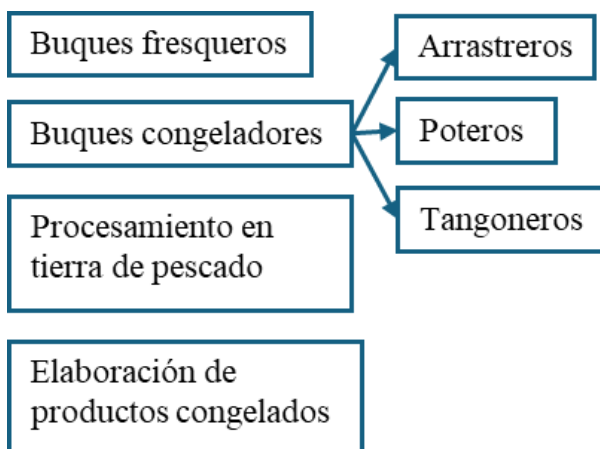 Buques fresqueros
Arrastreros
Buques congeladores
Poteros
Tangoneros
Procesamiento en
tierra de pescado
Elaboración de
productos congelados